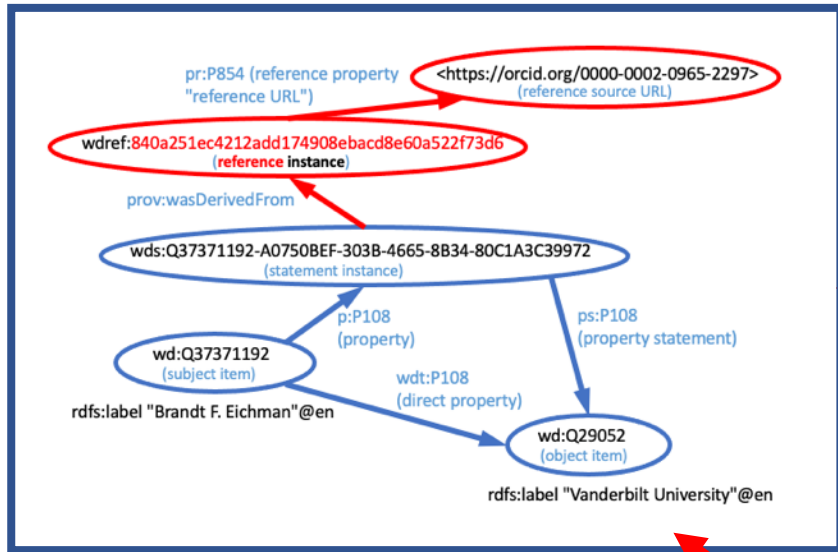 pr:P854 (reference property
"reference URL")
<https://orcid.org/0000-0002-0965-2297>
(reference source URL)
wdref:840a251ec4212add174908ebacd8e60a522f73d6
(reference instance)
prov:wasDerivedFrom
wds:Q37371192-A0750BEF-303B-4665-8B34-80C1A3C39972
(statement instance)
p:P108
(property)
ps:P108
(property statement)
wd:Q37371192
(subject item)
wdt:P108
(direct property)
rdfs:label "Brandt F. Eichman"@en
wd:Q29052
(object item)
rdfs:label "Vanderbilt University"@en